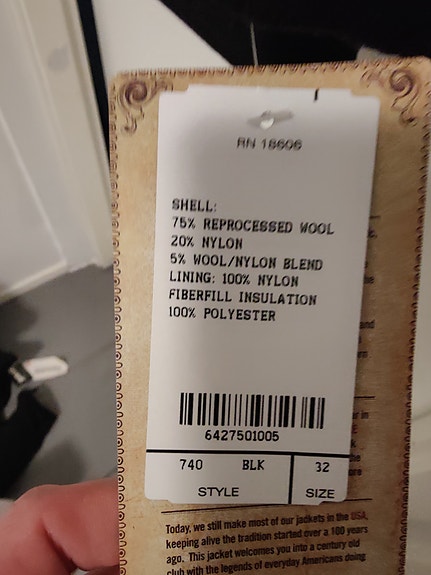 RN 18606
SHELL:
75% REPROCESSED WOOL
20% NYLON
5% WOOL/NYLON BLEND
LINING: 100% NYLON
FIBERFILL INSULATION
100% POLYESTER
6427501005
740 BLK 32
STYLE SIZE
Today, we still make most of our jackets in the USA,
keeping alive the tradition started over a 100 years
ago. This jacket welcomes you into a century old
club with the legends of everyday Americans doing